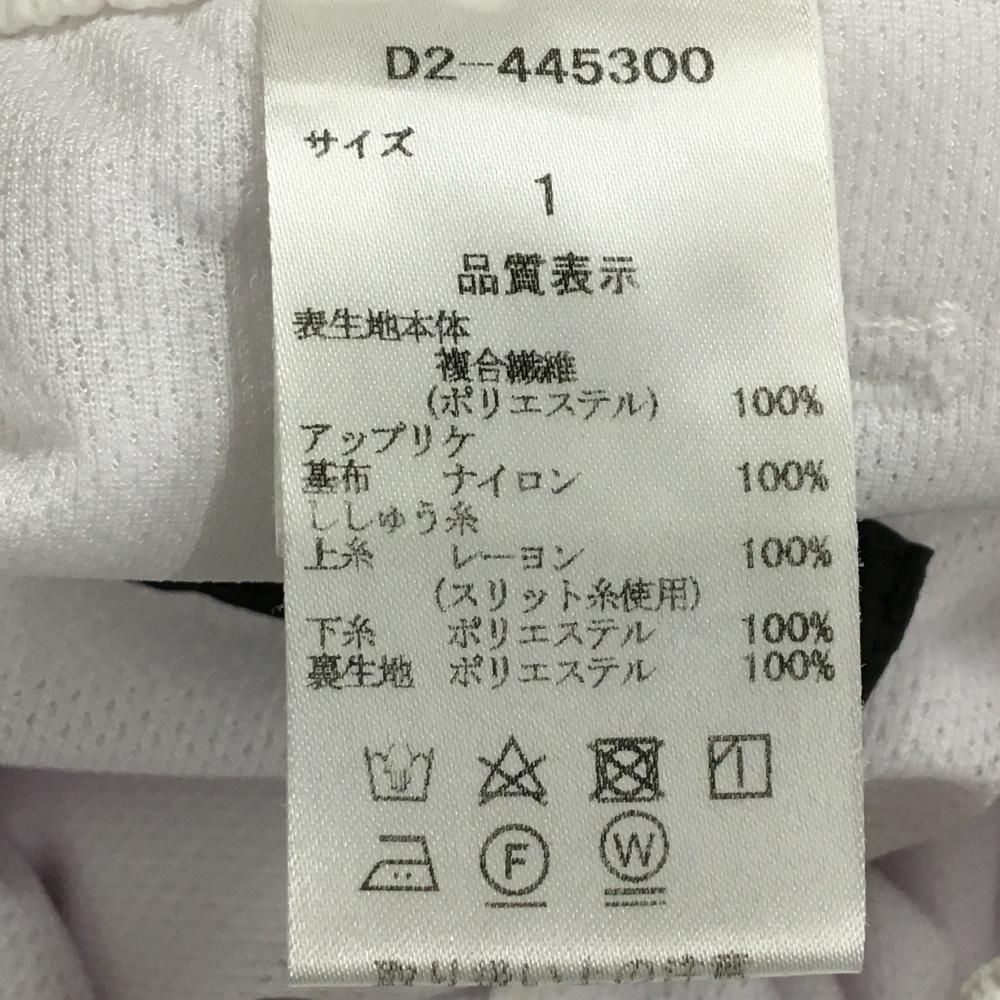 D2-445300
サイズ
1
品質表示
表生地本体
複合繊維
(ポリエステル) 100%
アップリケ
基布 ナイロン 100%
ししゅう糸
上糸 レーヨン 100%
(スリット糸使用)
下糸 ポリエステル 100%
裏生地 ポリエステル 100%
F
W